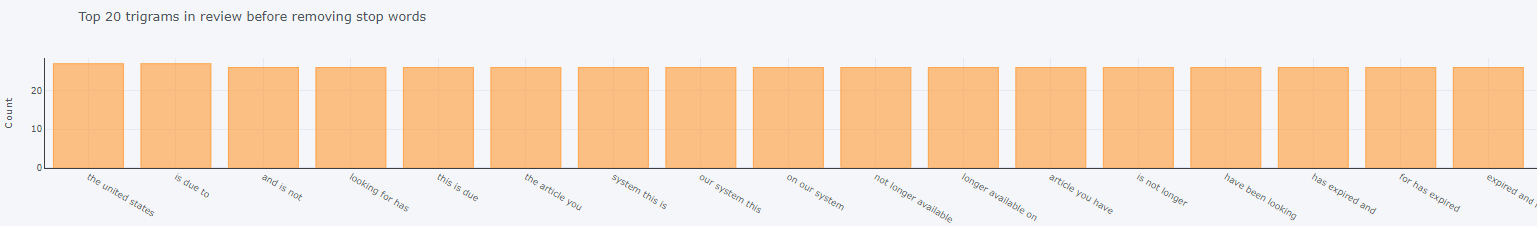 Top 20 trigrams in review before removing stop words
Count
20
10
0
the united states
is due to
and is not
looking for has
this is due
the article you
system this is
our system this
on our system
not longer available
longer available on
article you have
is not longer
have been looking
has expired and
for has expired
expired and